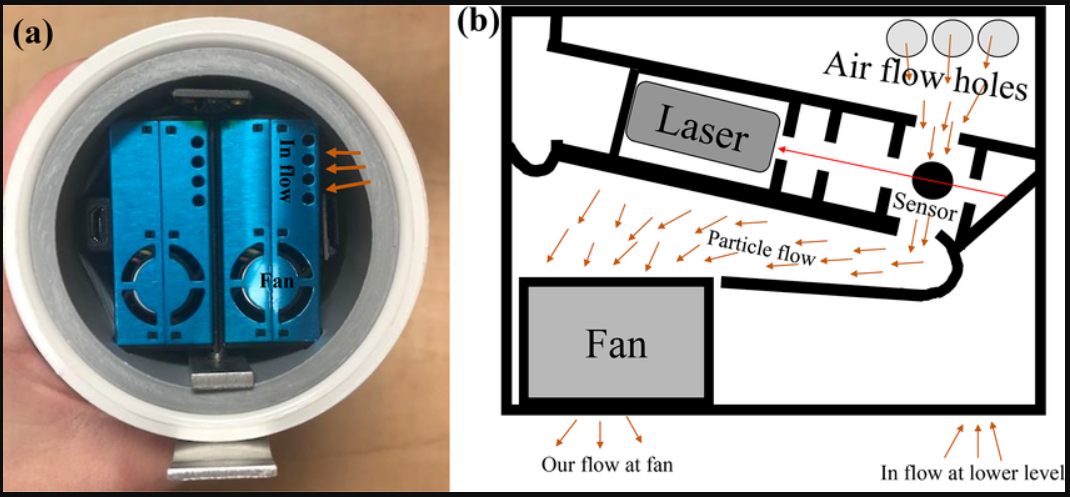 (a)
In flow
Fan
(b)
Air flow holes
Laser
Sensor
Particle flow
Fan
Our flow at fan
In flow at lower level